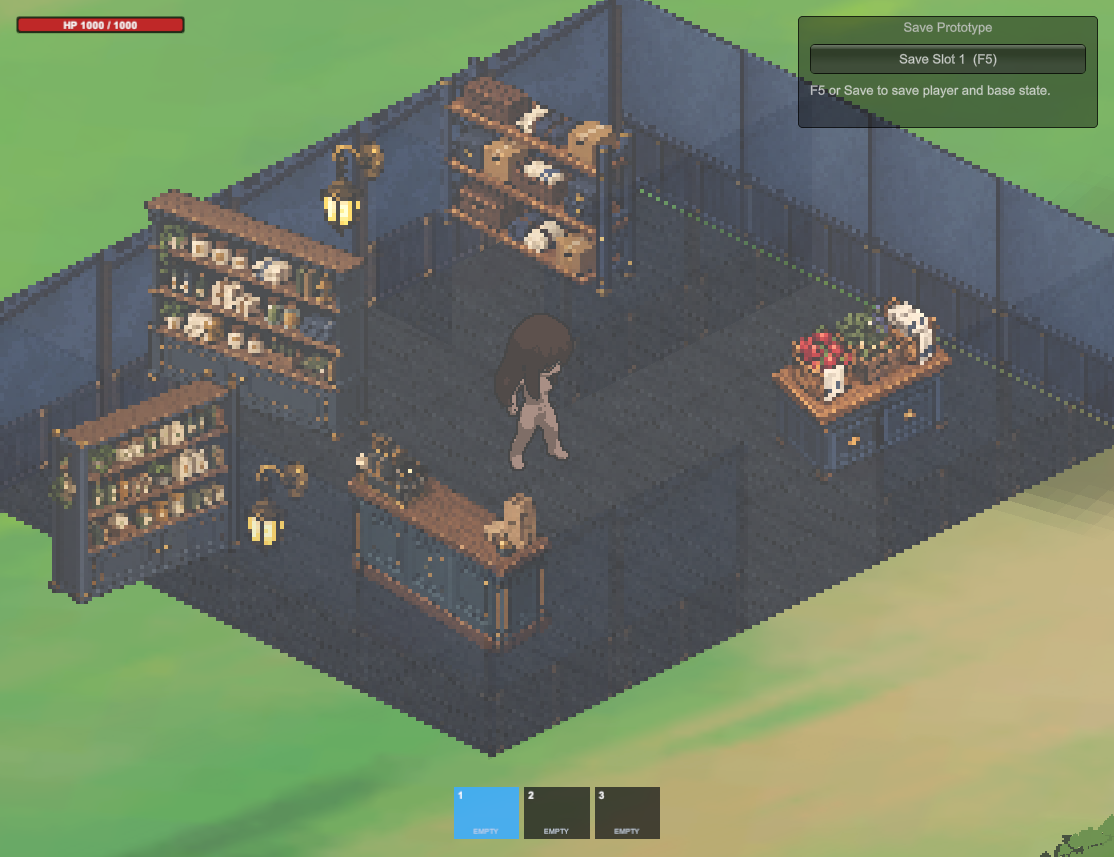 HP 1000 / 1000
Save Prototype
Save Slot 1 (F5)
F5 or Save to save player and base state.
1
EMPTY
2
EMPTY
3
EMPTY